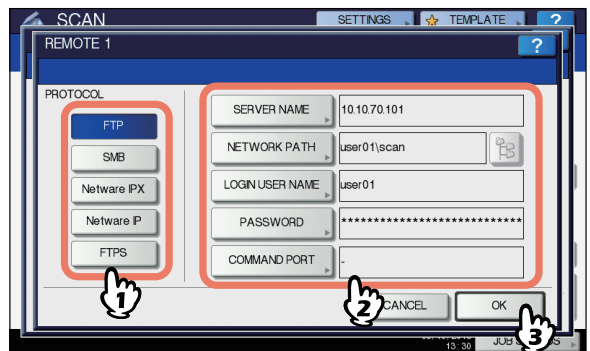 SCAN
SETTINGS
TEMPLATE
?
REMOTE 1
?
PROTOCOL
FTP
SMB
Netware IPX
Netware IP
FTPS
SERVER NAME
10.10.70.101
NETWORK PATH
user01\scan
LOGIN USER NAME
user01
PASSWORD
*****************************
COMMAND PORT
-
1
2
CANCEL
OK
3
13:30
JOB